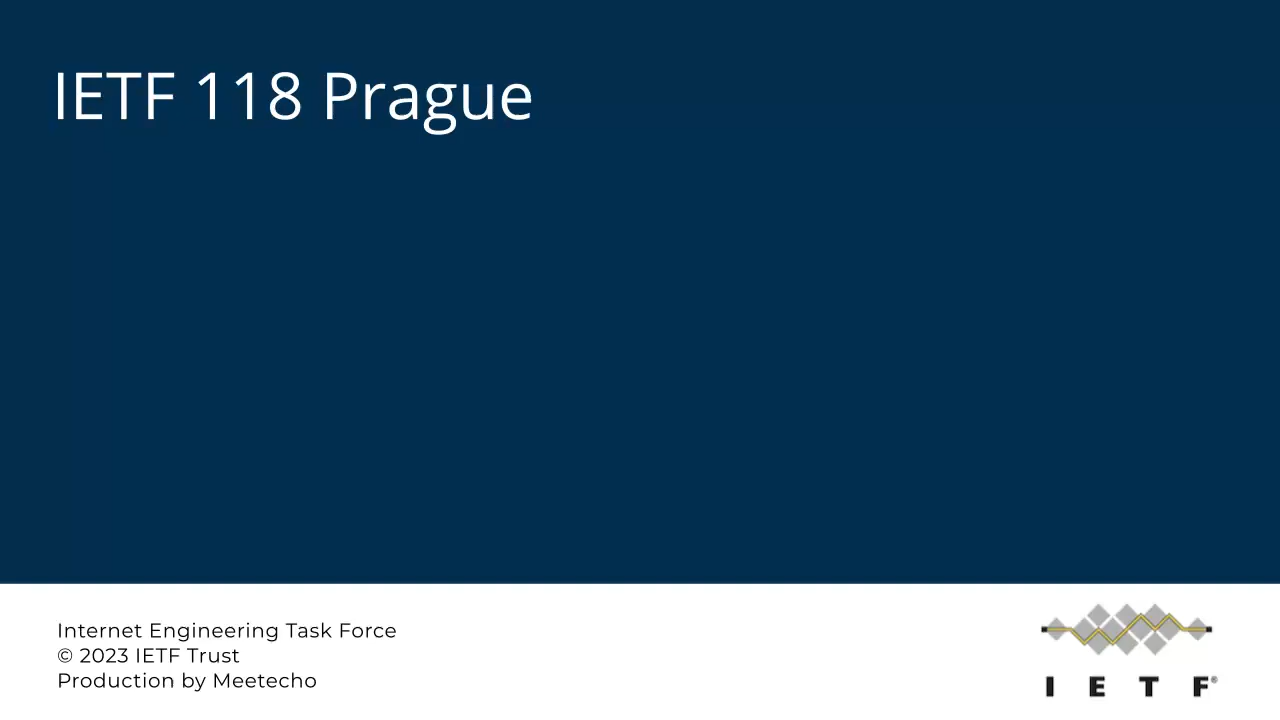 IETF 118 Prague
Internet Engineering Task Force
© 2023 IETF Trust
Production by Meetecho
I E T F®